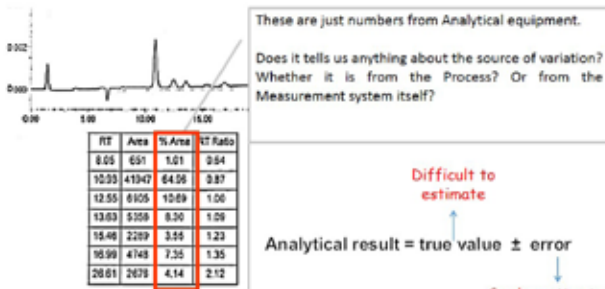 These are just numbers from Analytical equipment.
Does it tells us anything about the source of variation?
Whether it is from the Process? Or from the
Measurement system itself?
0.002
0.000
0.00 5.00 10.00 15.00
RT Area % Area RT Ratio
8.05 651 1.01 0.64
10.93 41947 64.96 0.87
12.55 6905 10.69 1.00
13.63 5358 8.30 1.09
15.46 2289 3.55 1.23
16.99 4748 7.35 1.35
26.61 2678 4.14 2.12
Difficult to
estimate
Analytical result = true value ± error